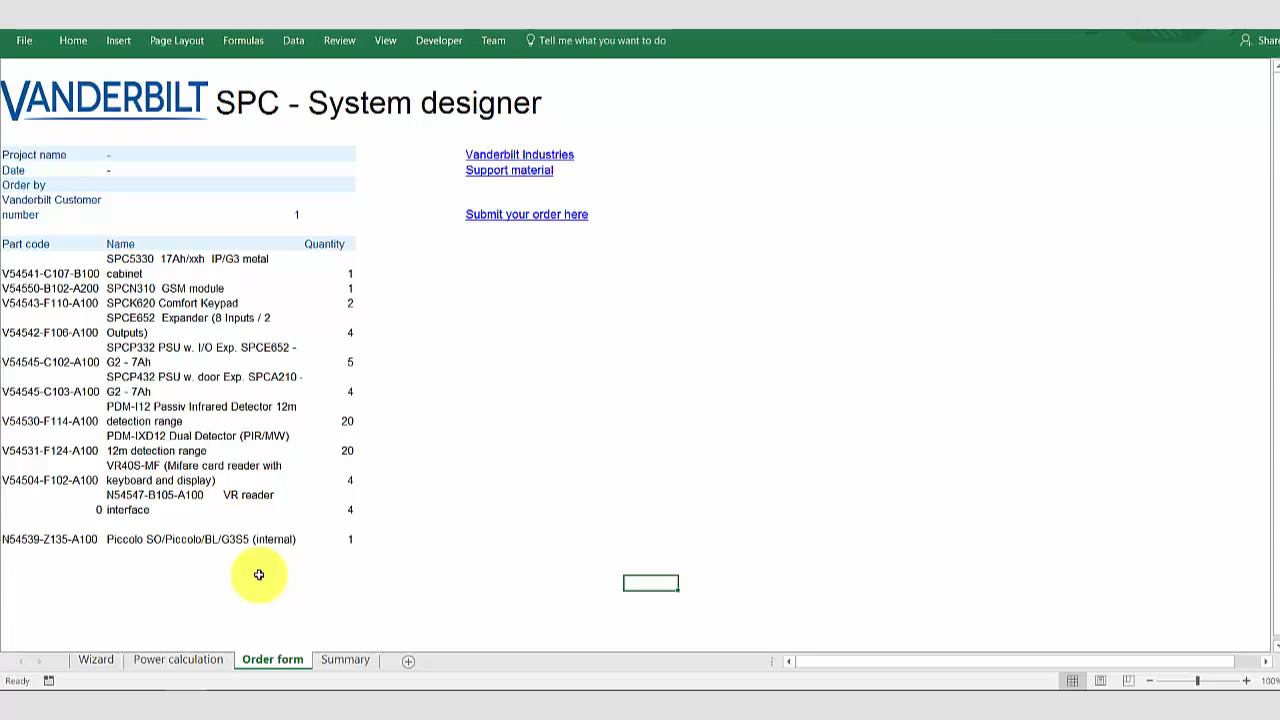 File Home Insert Page Layout Formulas Data Review View Developer Team Tell me what you want to do Share
VANDERBILT SPC - System designer
Project name -
Vanderbilt Industries
Date -
Support material
Order by
Vanderbilt Customer
number 1
Submit your order here
Part code Name Quantity
SPC5330 17Ah/xxh IP/G3 metal
V54541-C107-B100 cabinet 1
V54550-B102-A200 SPCN310 GSM module 1
V54543-F110-A100 SPCK620 Comfort Keypad 2
SPCE652 Expander (8 Inputs / 2
V54542-F106-A100 Outputs) 4
SPCP332 PSU w. I/O Exp. SPCE652 -
V54545-C102-A100 G2 - 7Ah 5
SPCP432 PSU w. door Exp. SPCA210 -
V54545-C103-A100 G2 - 7Ah 4
PDM-I12 Passiv Infrared Detector 12m
V54530-F114-A100 detection range 20
PDM-IXD12 Dual Detector (PIR/MW)
V54531-F124-A100 12m detection range 20
VR40S-MF (Mifare card reader with
V54504-F102-A100 keyboard and display) 4
N54547-B105-A100 VR reader
0 interface 4
N54539-Z135-A100 Piccolo SO/Piccolo/BL/G3S5 (internal) 1
Wizard Power calculation Order form Summary
Ready 100%